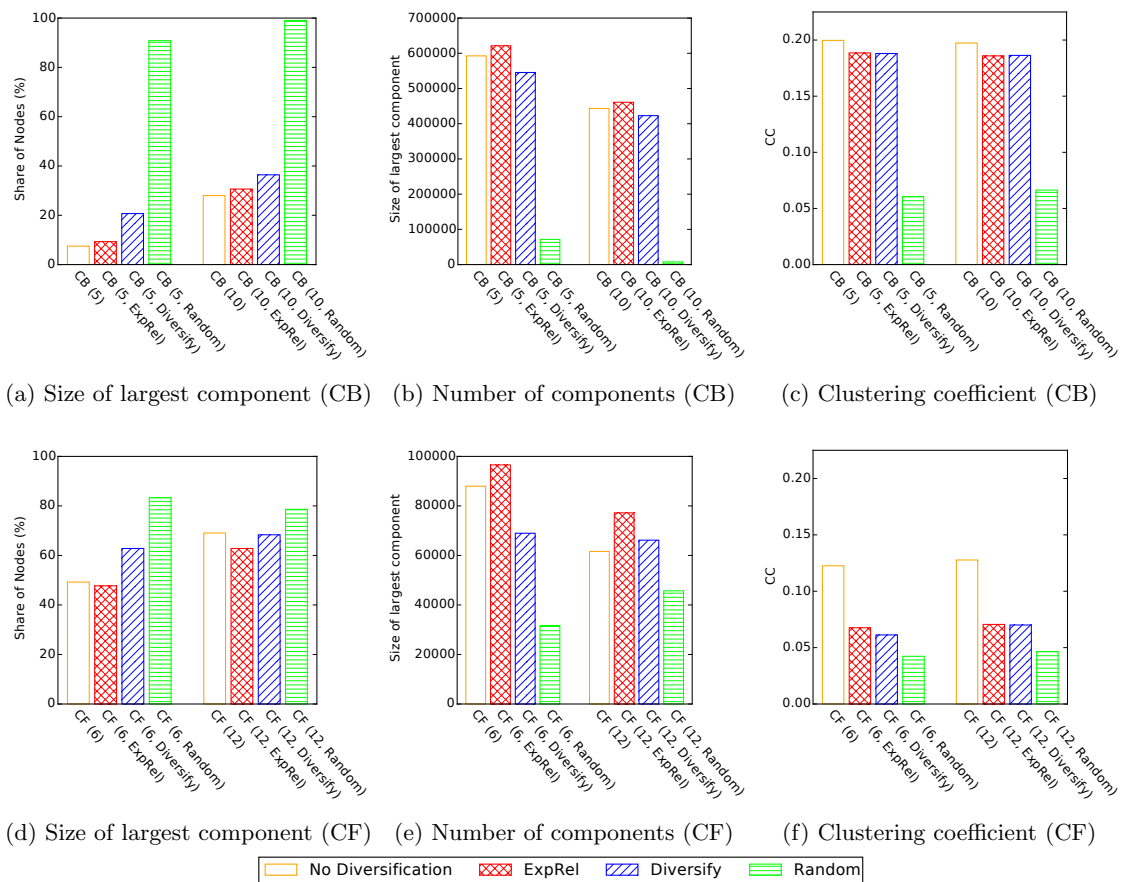 100
80
60
40
20
0
Share of Nodes (%)
CB (5)
CB (5, ExpRel)
CB (5, Diversify)
CB (5, Random)
CB (10)
CB (10, ExpRel)
CB (10, Diversify)
CB (10, Random)
700000
600000
500000
400000
300000
200000
100000
0
Size of largest component
CB (5)
CB (5, ExpRel)
CB (5, Diversify)
CB (5, Random)
CB (10)
CB (10, ExpRel)
CB (10, Diversify)
CB (10, Random)
0.20
0.15
0.10
0.05
0.00
CC
CB (5)
CB (5, ExpRel)
CB (5, Diversify)
CB (5, Random)
CB (10)
CB (10, ExpRel)
CB (10, Diversify)
CB (10, Random)
(a) Size of largest component (CB)
(b) Number of components (CB)
(c) Clustering coefficient (CB)
100
80
60
40
20
0
Share of Nodes (%)
CF (6)
CF (6, ExpRel)
CF (6, Diversify)
CF (6, Random)
CF (12)
CF (12, ExpRel)
CF (12, Diversify)
CF (12, Random)
100000
80000
60000
40000
20000
0
Size of largest component
CF (6)
CF (6, ExpRel)
CF (6, Diversify)
CF (6, Random)
CF (12)
CF (12, ExpRel)
CF (12, Diversify)
CF (12, Random)
0.20
0.15
0.10
0.05
0.00
CC
CF (6)
CF (6, ExpRel)
CF (6, Diversify)
CF (6, Random)
CF (12)
CF (12, ExpRel)
CF (12, Diversify)
CF (12, Random)
(d) Size of largest component (CF)
(e) Number of components (CF)
(f) Clustering coefficient (CF)
No Diversification
ExpRel
Diversify
Random